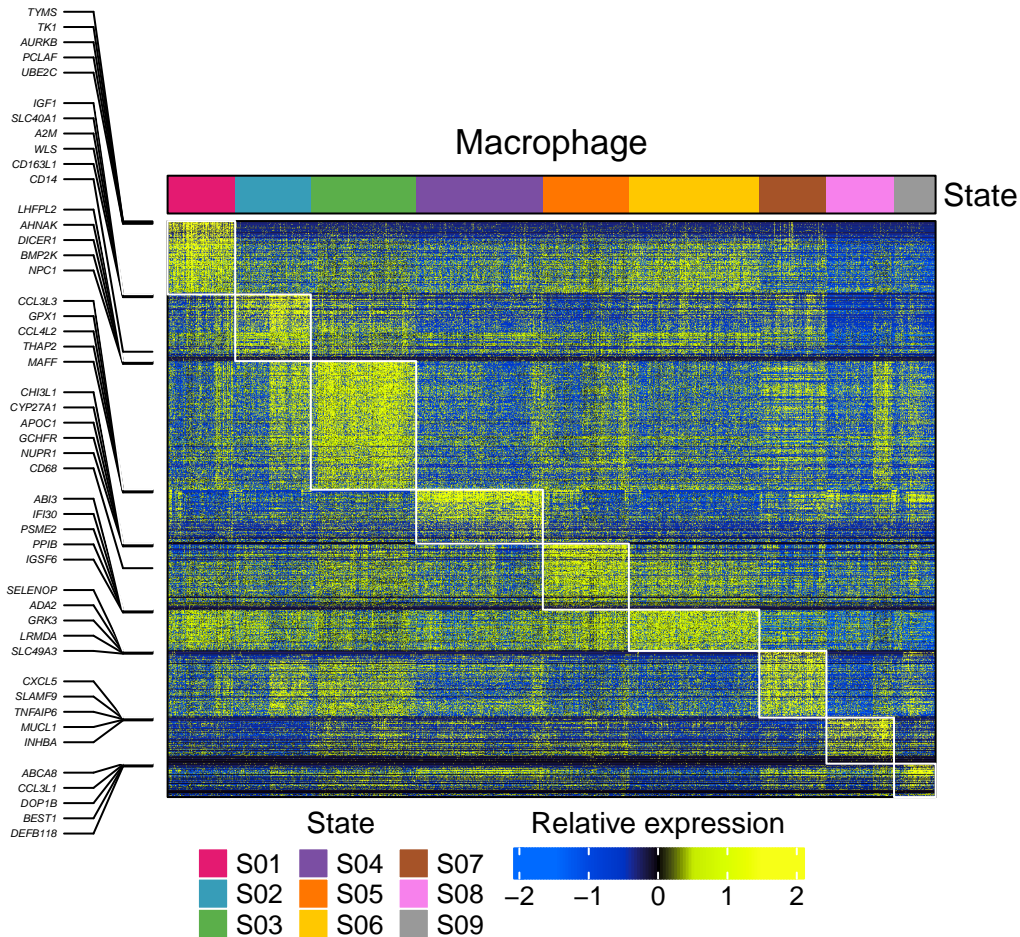 TYMS
TK1
AURKB
PCLAF
UBE2C
IGF1
SLC40A1
A2M
WLS
CD163L1
CD14
LHFPL2
AHNAK
DICER1
BMP2K
NPC1
CCL3L3
GPX1
CCL4L2
THAP2
MAFF
CHI3L1
CYP27A1
APOC1
GCHFR
NUPR1
CD68
ABI3
IFI30
PSME2
PPIB
IGSF6
SELENOP
ADA2
GRK3
LRMDA
SLC49A3
CXCL5
SLAMF9
TNFAIP6
MUCL1
INHBA
ABCA8
CCL3L1
DOP1B
BEST1
DEFB118
Macrophage
State
State
S01 S04 S07
S02 S05 S08
S03 S06 S09
Relative expression
−2 −1 0 1 2